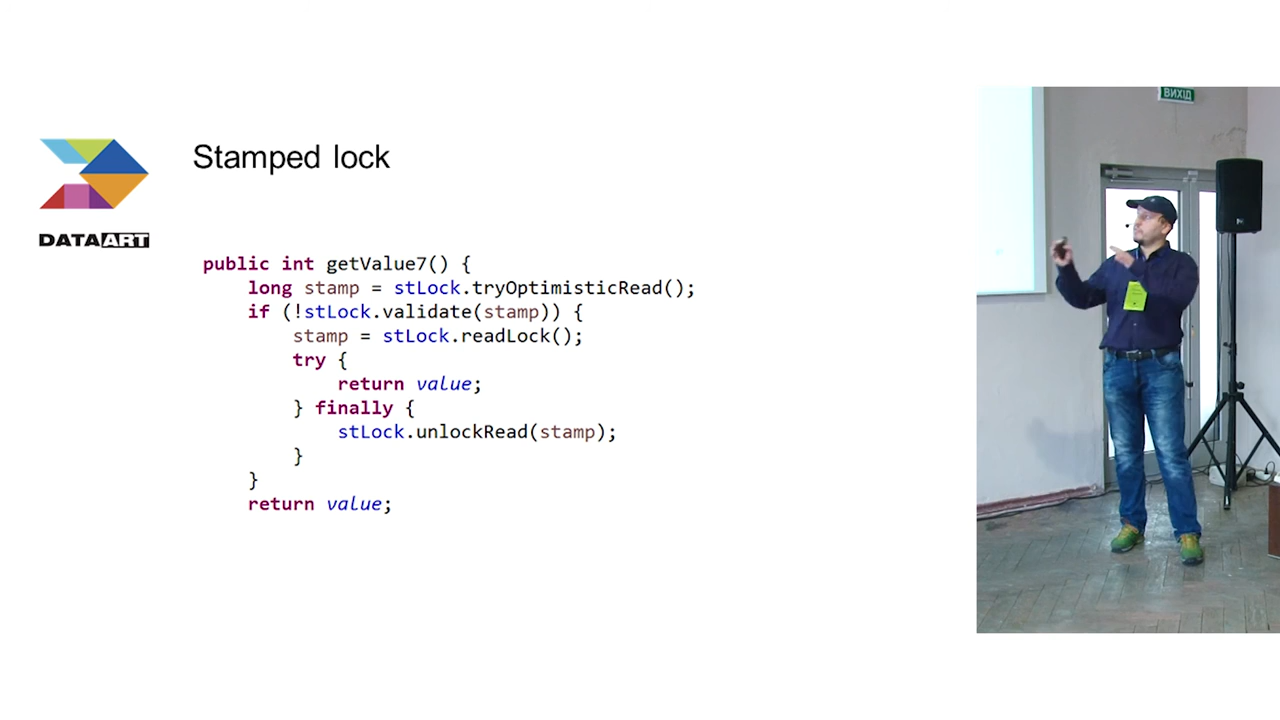 Stamped lock
DATAART
public int getValue7() {
    long stamp = stLock.tryOptimisticRead();
    if (!stLock.validate(stamp)) {
        stamp = stLock.readLock();
        try {
            return value;
        } finally {
            stLock.unlockRead(stamp);
        }
    }
    return value;
ВИХІД